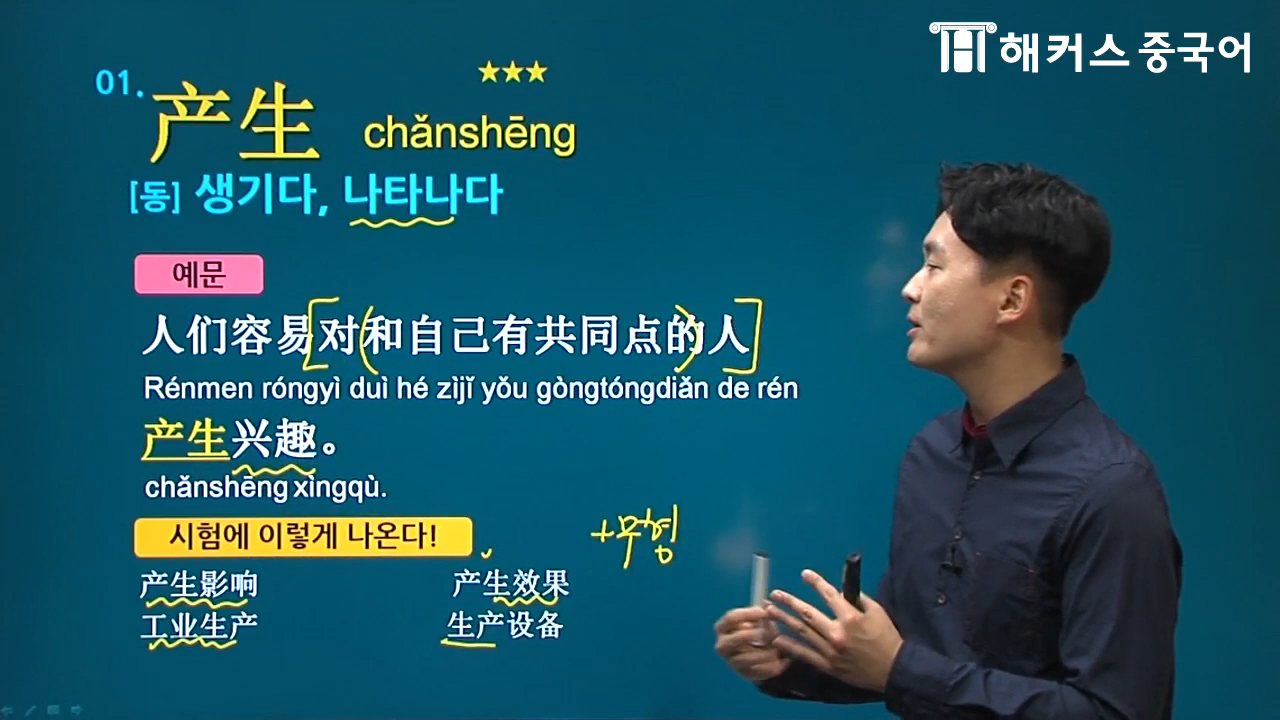 해커스 중국어
01. 产生 chǎnshēng ★★★
[동] 생기다, 나타나다
예문
人们容易[对(和自己有共同点的)人]
Rénmen róngyì duì hé zìjǐ yǒu gòngtóngdiǎn de rén
产生兴趣。
chǎnshēng xìngqù.
시험에 이렇게 나온다!
+무형
产生影响 产生效果
工业生产 生产设备